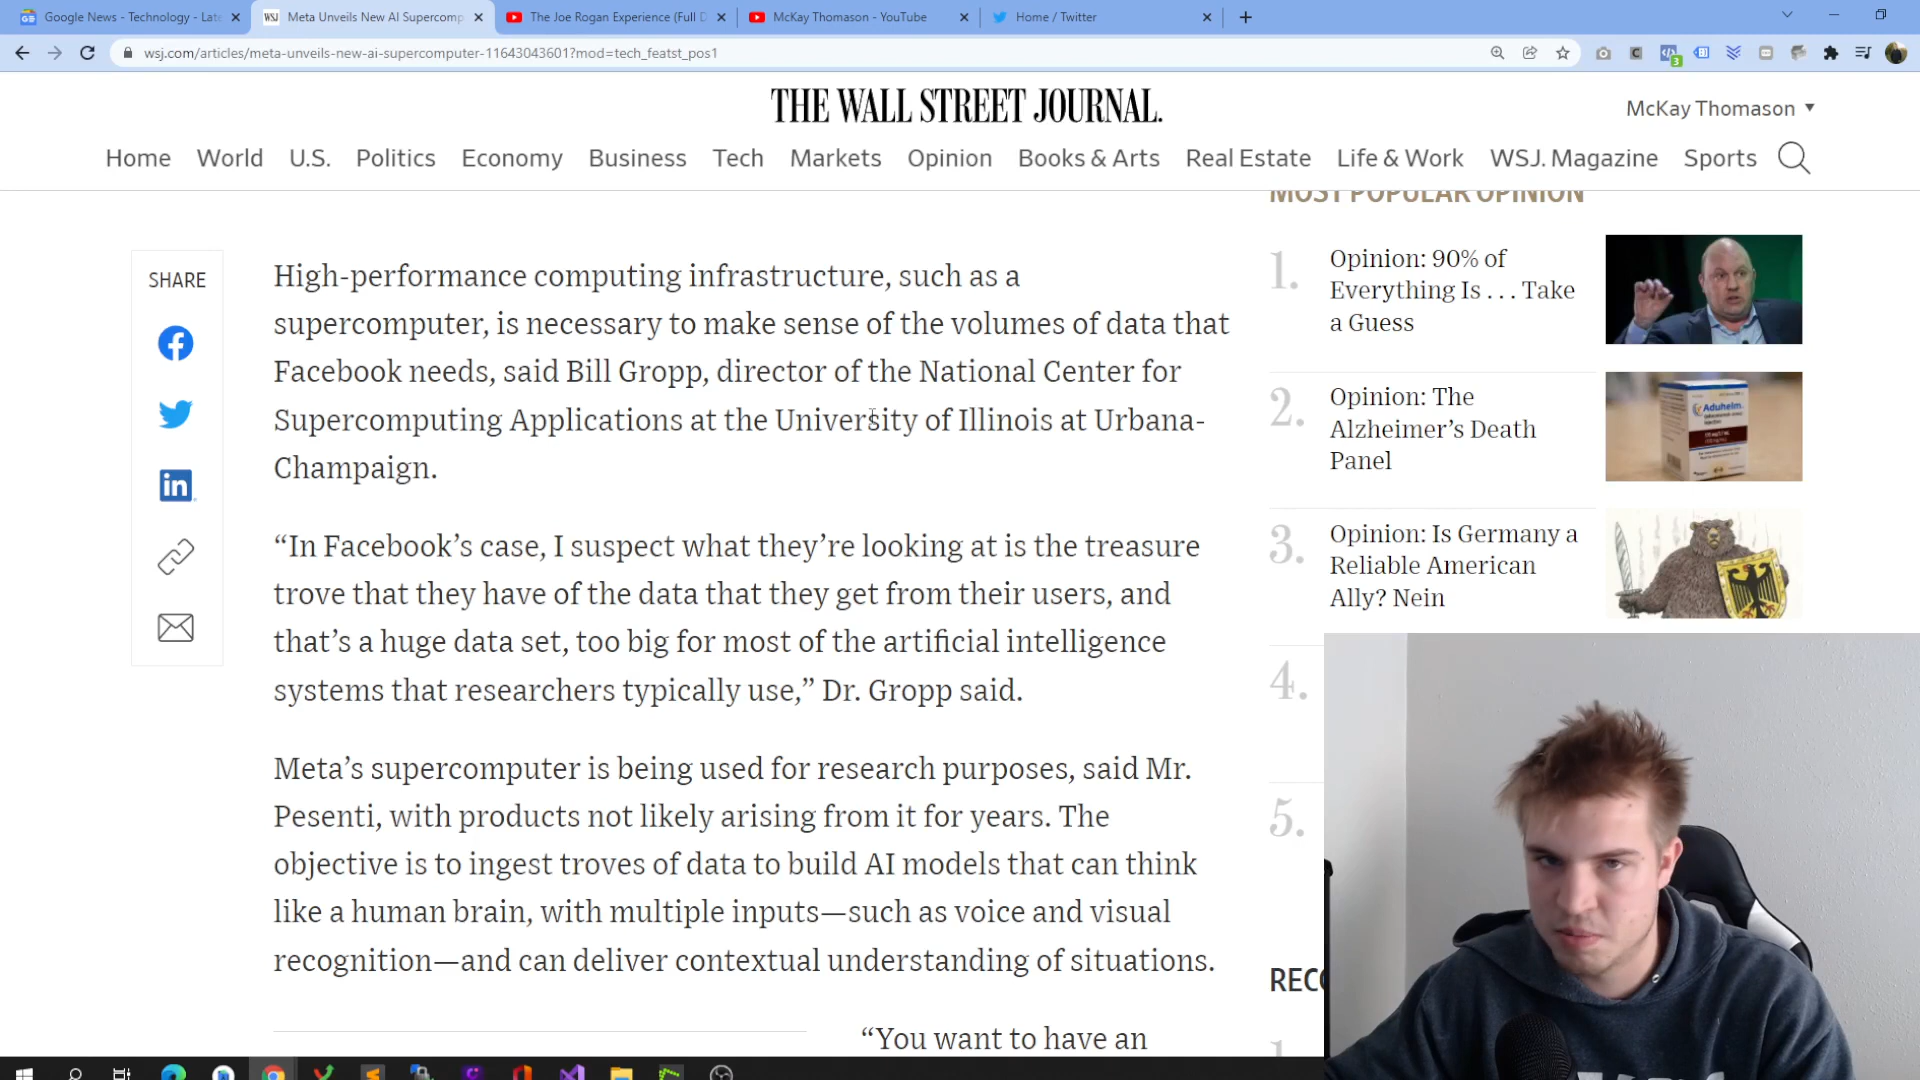 Google News - Technology - Late
Meta Unveils New AI Supercomp
The Joe Rogan Experience (Full D
McKay Thomason - YouTube
Home / Twitter
wsj.com/articles/meta-unveils-new-ai-supercomputer-11643043601?mod=tech_featst_pos1
THE WALL STREET JOURNAL.
McKay Thomason
Home World U.S. Politics Economy Business Tech Markets Opinion Books & Arts Real Estate Life & Work WSJ. Magazine Sports
SHARE
High-performance computing infrastructure, such as a
supercomputer, is necessary to make sense of the volumes of data that
Facebook needs, said Bill Gropp, director of the National Center for
Supercomputing Applications at the University of Illinois at Urbana-
Champaign.
“In Facebook’s case, I suspect what they’re looking at is the treasure
trove that they have of the data that they get from their users, and
that’s a huge data set, too big for most of the artificial intelligence
systems that researchers typically use,” Dr. Gropp said.
Meta’s supercomputer is being used for research purposes, said Mr.
Pesenti, with products not likely arising from it for years. The
objective is to ingest troves of data to build AI models that can think
like a human brain, with multiple inputs—such as voice and visual
recognition—and can deliver contextual understanding of situations.
“You want to have an
MOST POPULAR OPINION
1.
Opinion: 90% of
Everything Is . . . Take
a Guess
2.
Opinion: The
Alzheimer’s Death
Panel
Aduhelm
3.
Opinion: Is Germany a
Reliable American
Ally? Nein
4.
5.
RECO
1